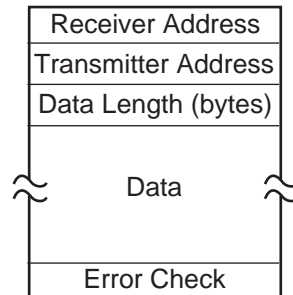 Receiver Address
Transmitter Address
Data Length (bytes)
Data
Error Check